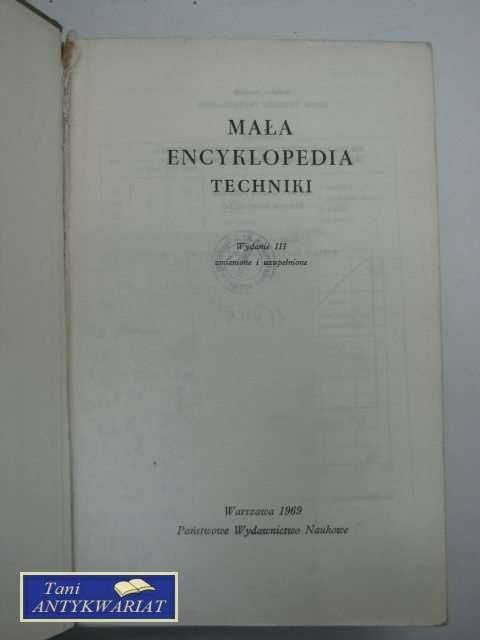 MAŁA
ENCYKLOPEDIA
TECHNIKI
Wydanie III
zmienione i uzupełnione
Warszawa 1969
Państwowe Wydawnictwo Naukowe
Tani
ANTYKWARIAT